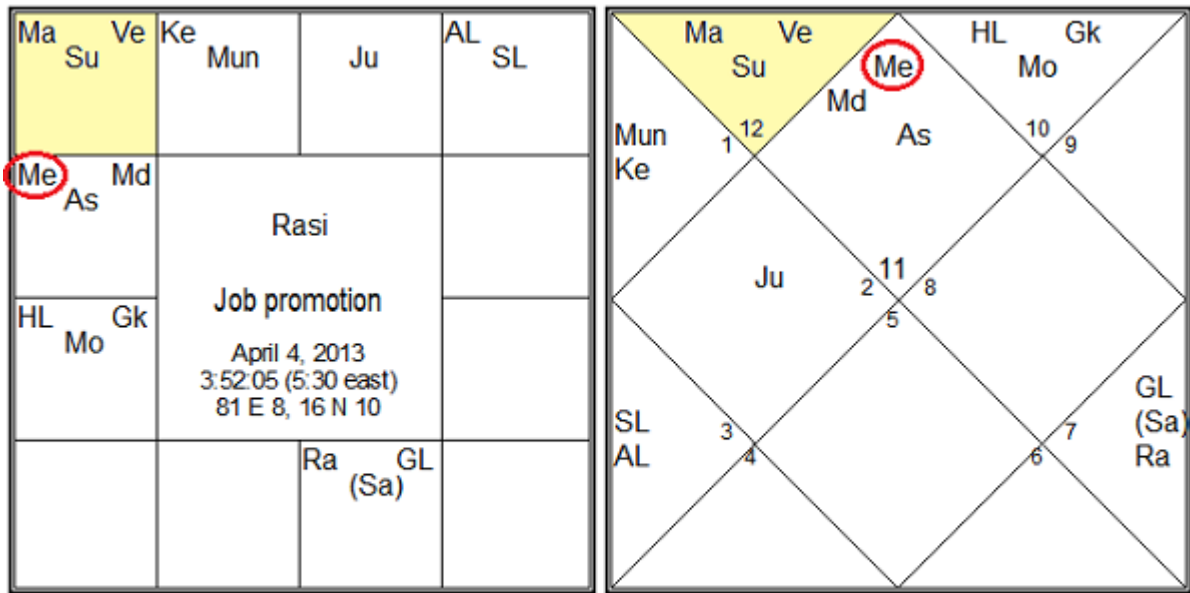 Ma Ve Ke AL
Su Mun Ju SL
Me Md
As
Rasi
HL Gk
Mo
Job promotion
April 4, 2013
3:52:05 (5:30 east)
81 E 8, 16 N 10
Ra GL
(Sa)
Ma Ve
Su
Me
Md
As
HL Gk
Mo
Mun
Ke
1 12
10 9
Ju
11
2 8
5
SL
AL
3
4
GL
(Sa)
Ra
7
6